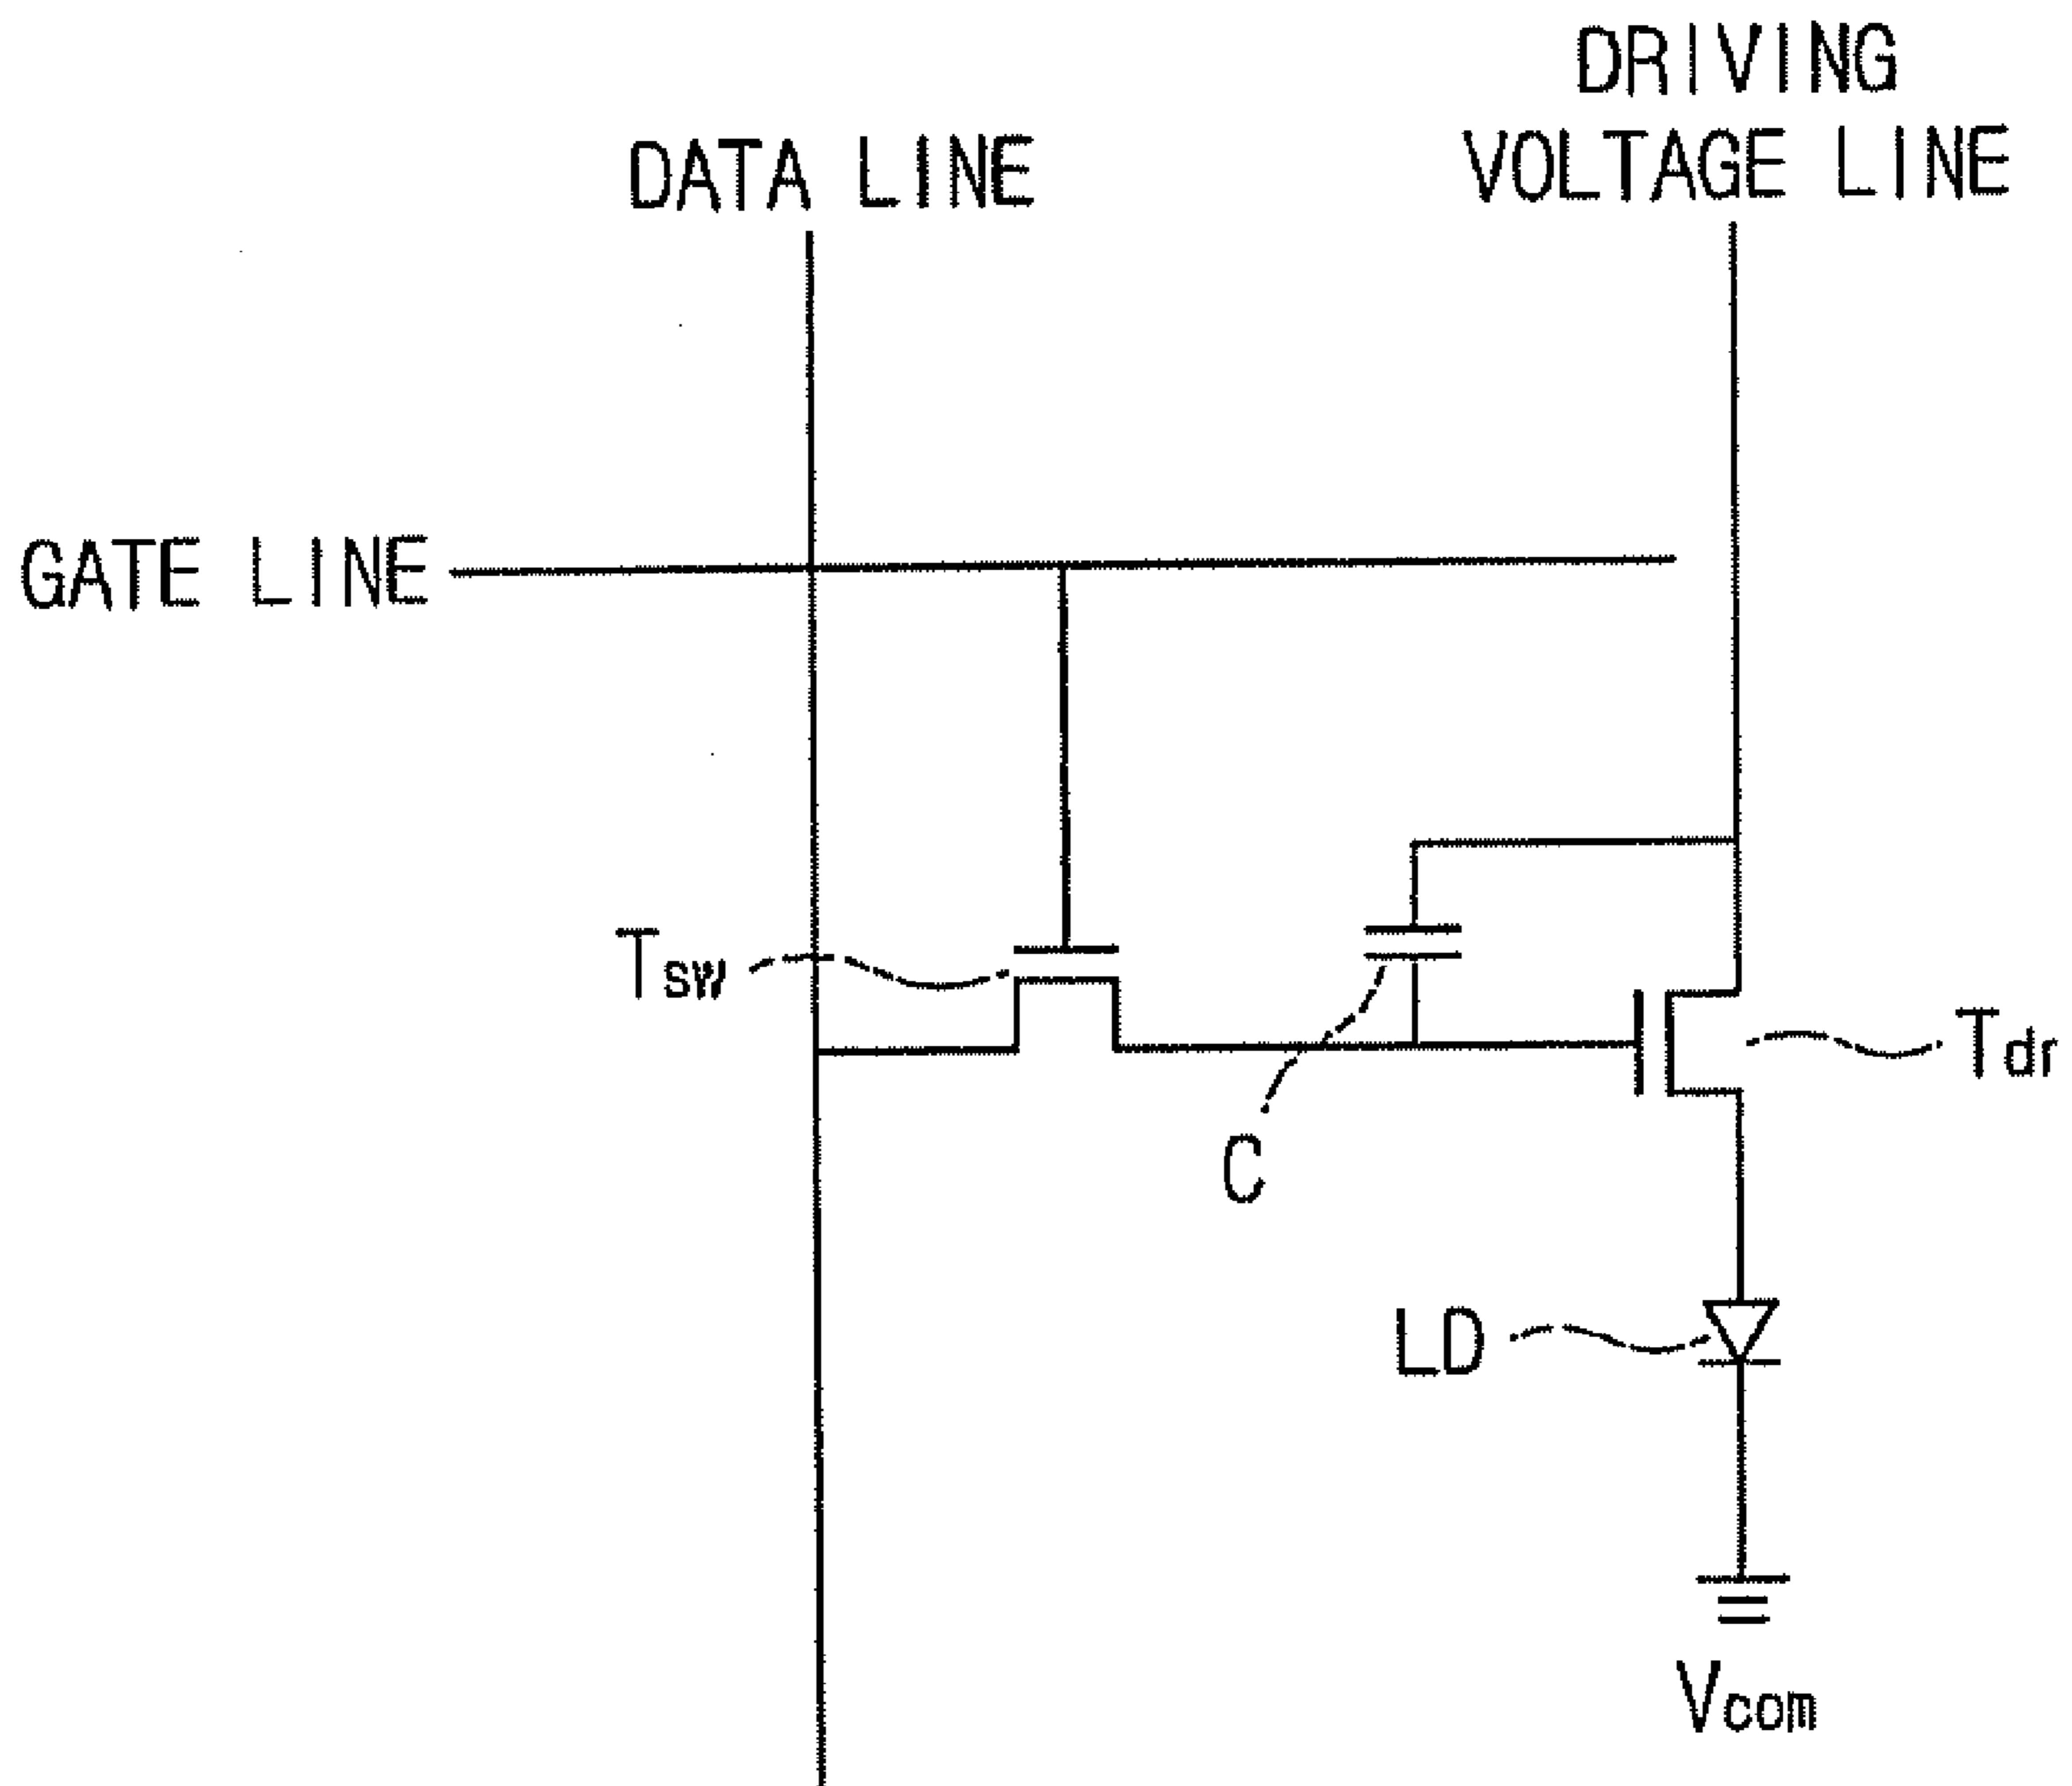 DRIVING
VOLTAGE LINE
DATA LINE
GATE LINE
Tsw
Tdr
C
LD
Vcom